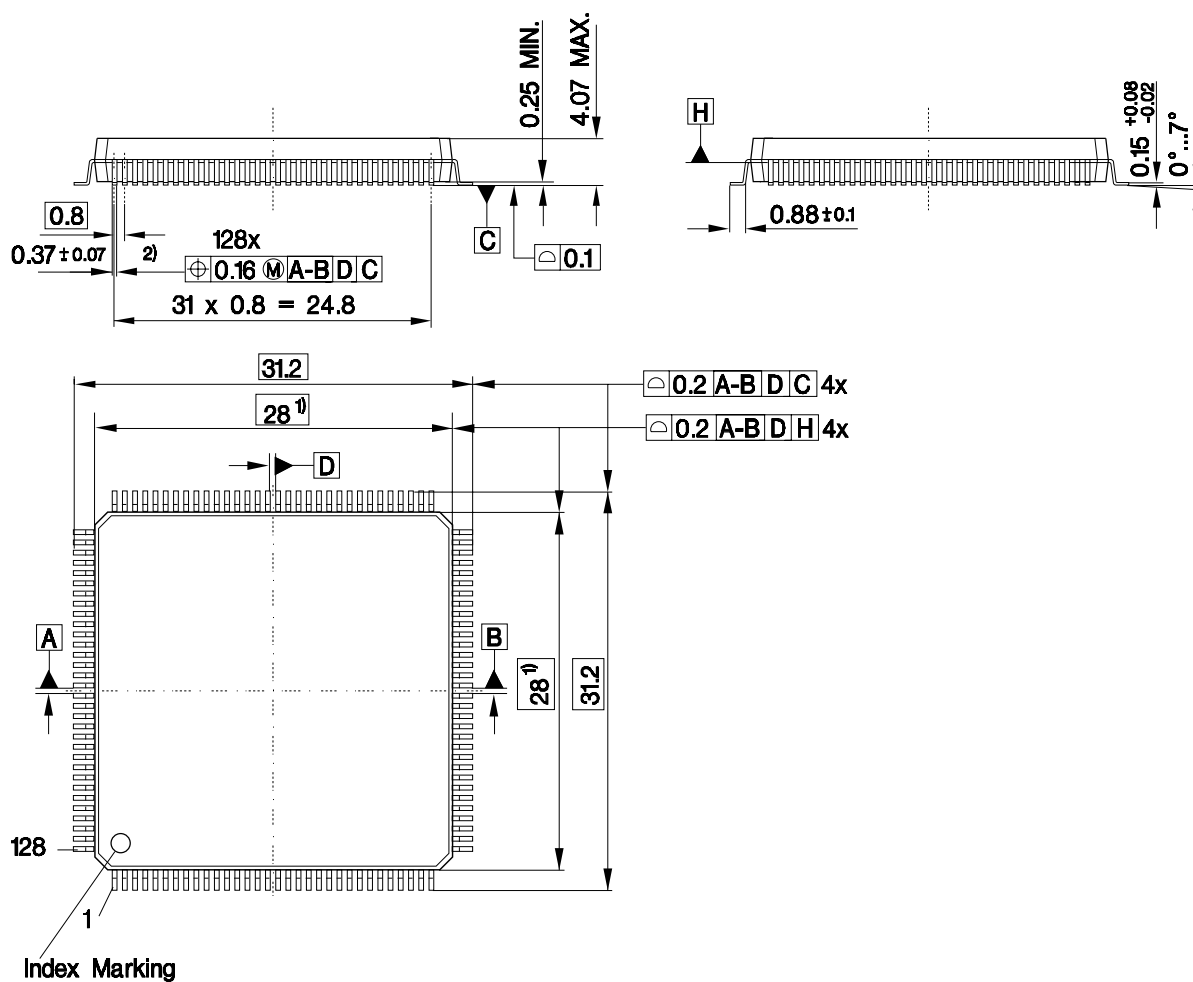 0.25 MIN.
4.07 MAX.
H
0.15 +0.08 -0.02
0°...7°
0.8
0.37 ± 0.07
2)
128x
0.16 Ⓜ A-B D C
C
0.1
0.88 ±0.1
31 x 0.8 = 24.8
31.2
0.2 A-B D C 4x
28 1)
0.2 A-B D H 4x
D
A
B
28 1)
31.2
128
1
Index Marking